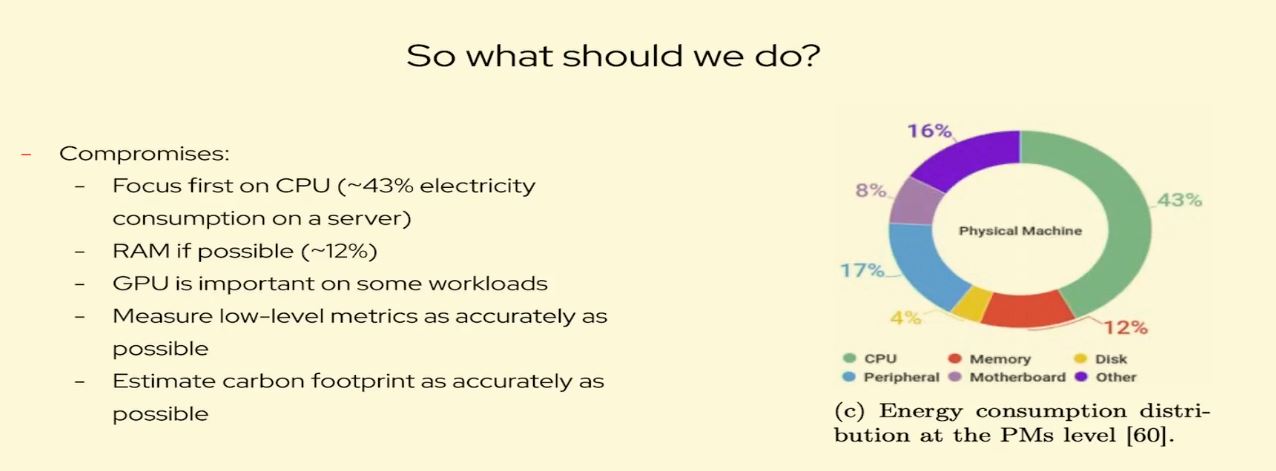 So what should we do?
- Compromises:
- Focus first on CPU (~43% electricity
consumption on a server)
- RAM if possible (~12%)
- GPU is important on some workloads
- Measure low-level metrics as accurately as
possible
- Estimate carbon footprint as accurately as
possible
16%
43%
8%
Physical Machine
17%
4%
12%
CPU Memory Disk
Peripheral Motherboard Other
(c) Energy consumption distri-
bution at the PMs level [60].